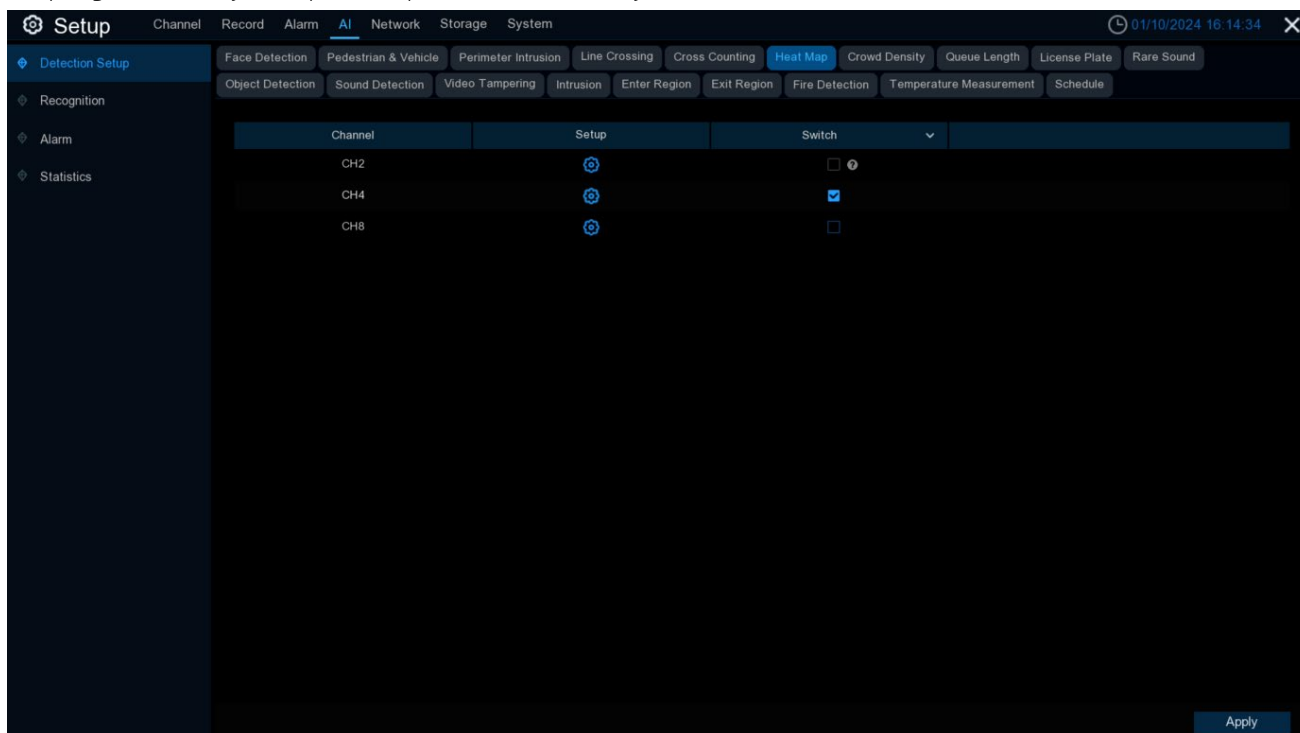 Setup Channel Record Alarm AI Network Storage System 01/10/2024 16:14:34
Detection Setup
Recognition
Alarm
Statistics
Face Detection Pedestrian & Vehicle Perimeter Intrusion Line Crossing Cross Counting Heat Map Crowd Density Queue Length License Plate Rare Sound
Object Detection Sound Detection Video Tampering Intrusion Enter Region Exit Region Fire Detection Temperature Measurement Schedule
Channel Setup Switch
CH2
CH4
CH8
Apply